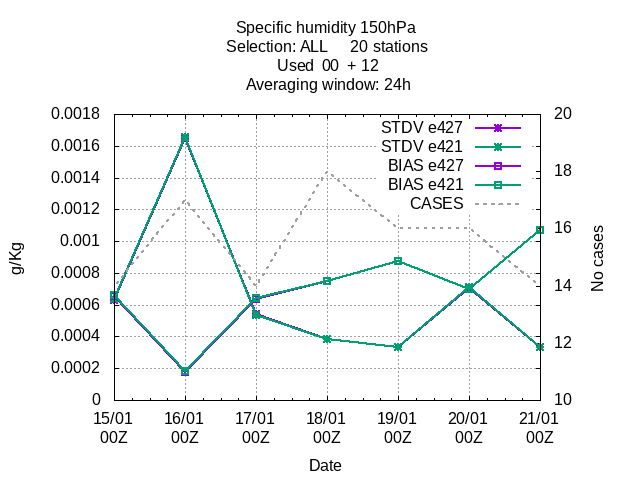 Specific humidity 150hPa
Selection: ALL     20 stations
Used  00  + 12
Averaging window: 24h
0.0018
0.0016
0.0014
0.0012
0.001
0.0008
0.0006
0.0004
0.0002
0
g/Kg
STDV e427
STDV e421
BIAS e427
BIAS e421
CASES
20
18
16
14
12
10
No cases
15/01 16/01 17/01 18/01 19/01 20/01 21/01
00Z 00Z 00Z 00Z 00Z 00Z 00Z
Date